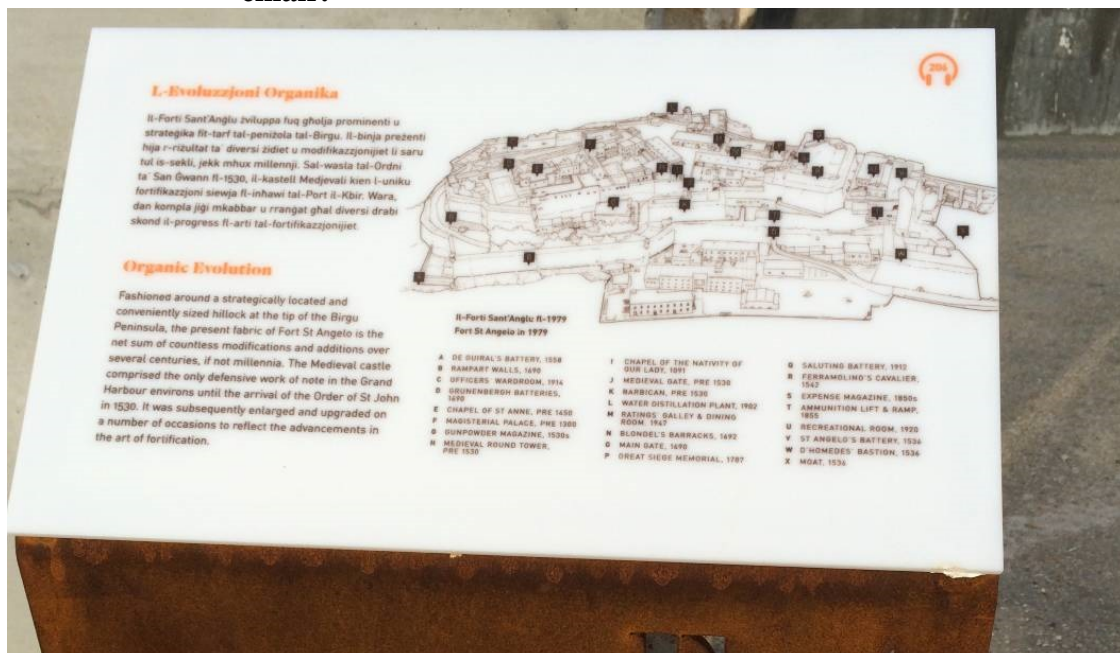 206
L-Evoluzzjoni Organika
Il-Forti Sant'Anġlu żviluppa fuq għolja prominenti u
strateġika fit-tarf tal-peniżola tal-Birgu. Il-binja preżenti
hija r-riżultat ta' diversi żidiet u modifikazzjonijiet li saru
tul is-sekli, jekk mhux millennji. Sal-wasla tal-Ordni
ta' San Ġwann fl-1530, il-kastell Medjevali kien l-uniku
fortifikazzjoni siewja fl-inħawi tal-Port il-Kbir. Wara,
dan kompla jiġi mkabbar u rranġat għal diversi drabi
skond il-progress fl-arti tal-fortifikazzjonijiet.
Organic Evolution
Fashioned around a strategically located and
conveniently sized hillock at the tip of the Birgu
Peninsula, the present fabric of Fort St Angelo is the
net sum of countless modifications and additions over
several centuries, if not millennia. The Medieval castle
comprised the only defensive work of note in the Grand
Harbour environs until the arrival of the Order of St John
in 1530. It was subsequently enlarged and upgraded on
a number of occasions to reflect the advancements in
the art of fortification.
Il-Forti Sant'Anġlu fl-1979
Fort St Angelo in 1979
A DE GUIRAL'S BATTERY, 1558
B RAMPART WALLS, 1690
C OFFICERS WARDROOM, 1914
D GRUNENBERGH BATTERIES,
1690
E CHAPEL OF ST ANNE, PRE 1450
F MAGISTERIAL PALACE, PRE 1300
G GUNPOWDER MAGAZINE, 1530s
H MEDIEVAL ROUND TOWER,
PRE 1530
I CHAPEL OF THE NATIVITY OF
OUR LADY, 1091
J MEDIEVAL GATE, PRE 1530
K BARBICAN, PRE 1530
L WATER DISTILLATION PLANT, 1902
M RATINGS' GALLEY & DINING
ROOM, 1947
N BLONDEL'S BARRACKS, 1692
O MAIN GATE, 1690
P GREAT SIEGE MEMORIAL, 1787
Q SALUTING BATTERY, 1912
R FERRAMOLINO'S CAVALIER,
1542
S EXPENSE MAGAZINE, 1850s
T AMMUNITION LIFT & RAMP,
1855
U RECREATIONAL ROOM, 1920
V ST ANGELO'S BATTERY, 1536
W D'HOMEDES' BASTION, 1536
X MOAT, 1536